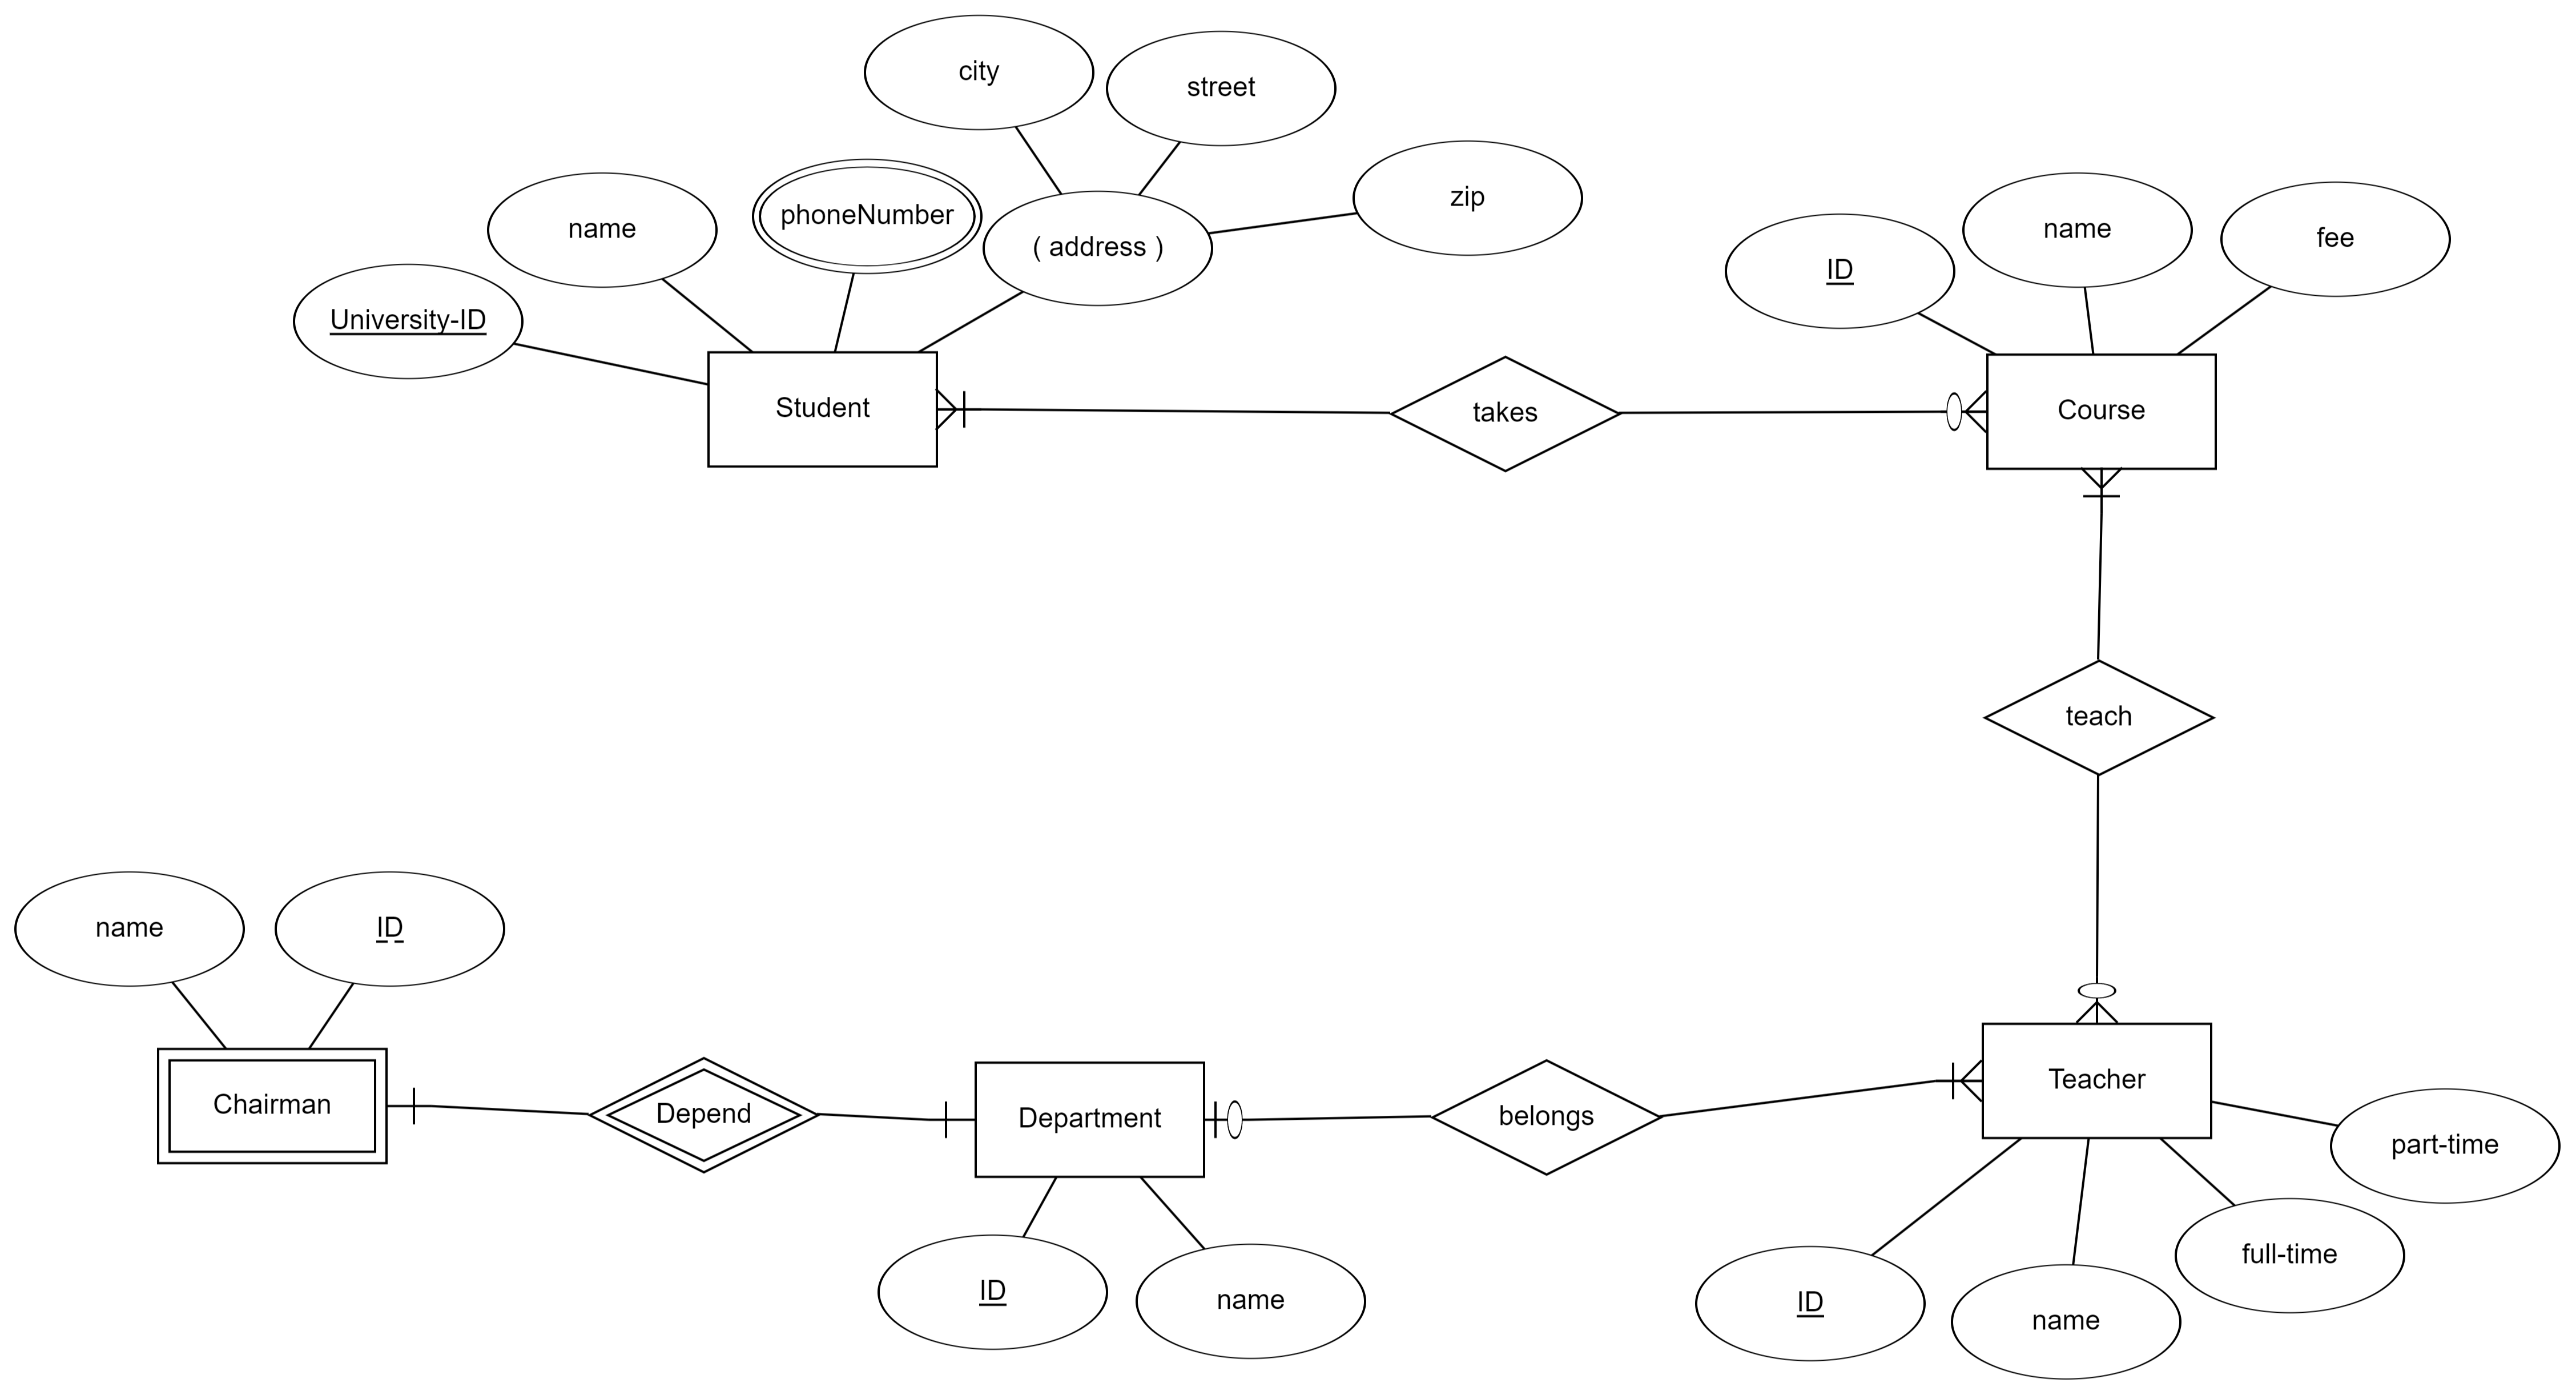 city
street
zip
name
phoneNumber
( address )
University-ID
ID
name
fee
Student
takes
Course
teach
name
ID
Chairman
Depend
Department
belongs
Teacher
part-time
ID
name
full-time
ID
name